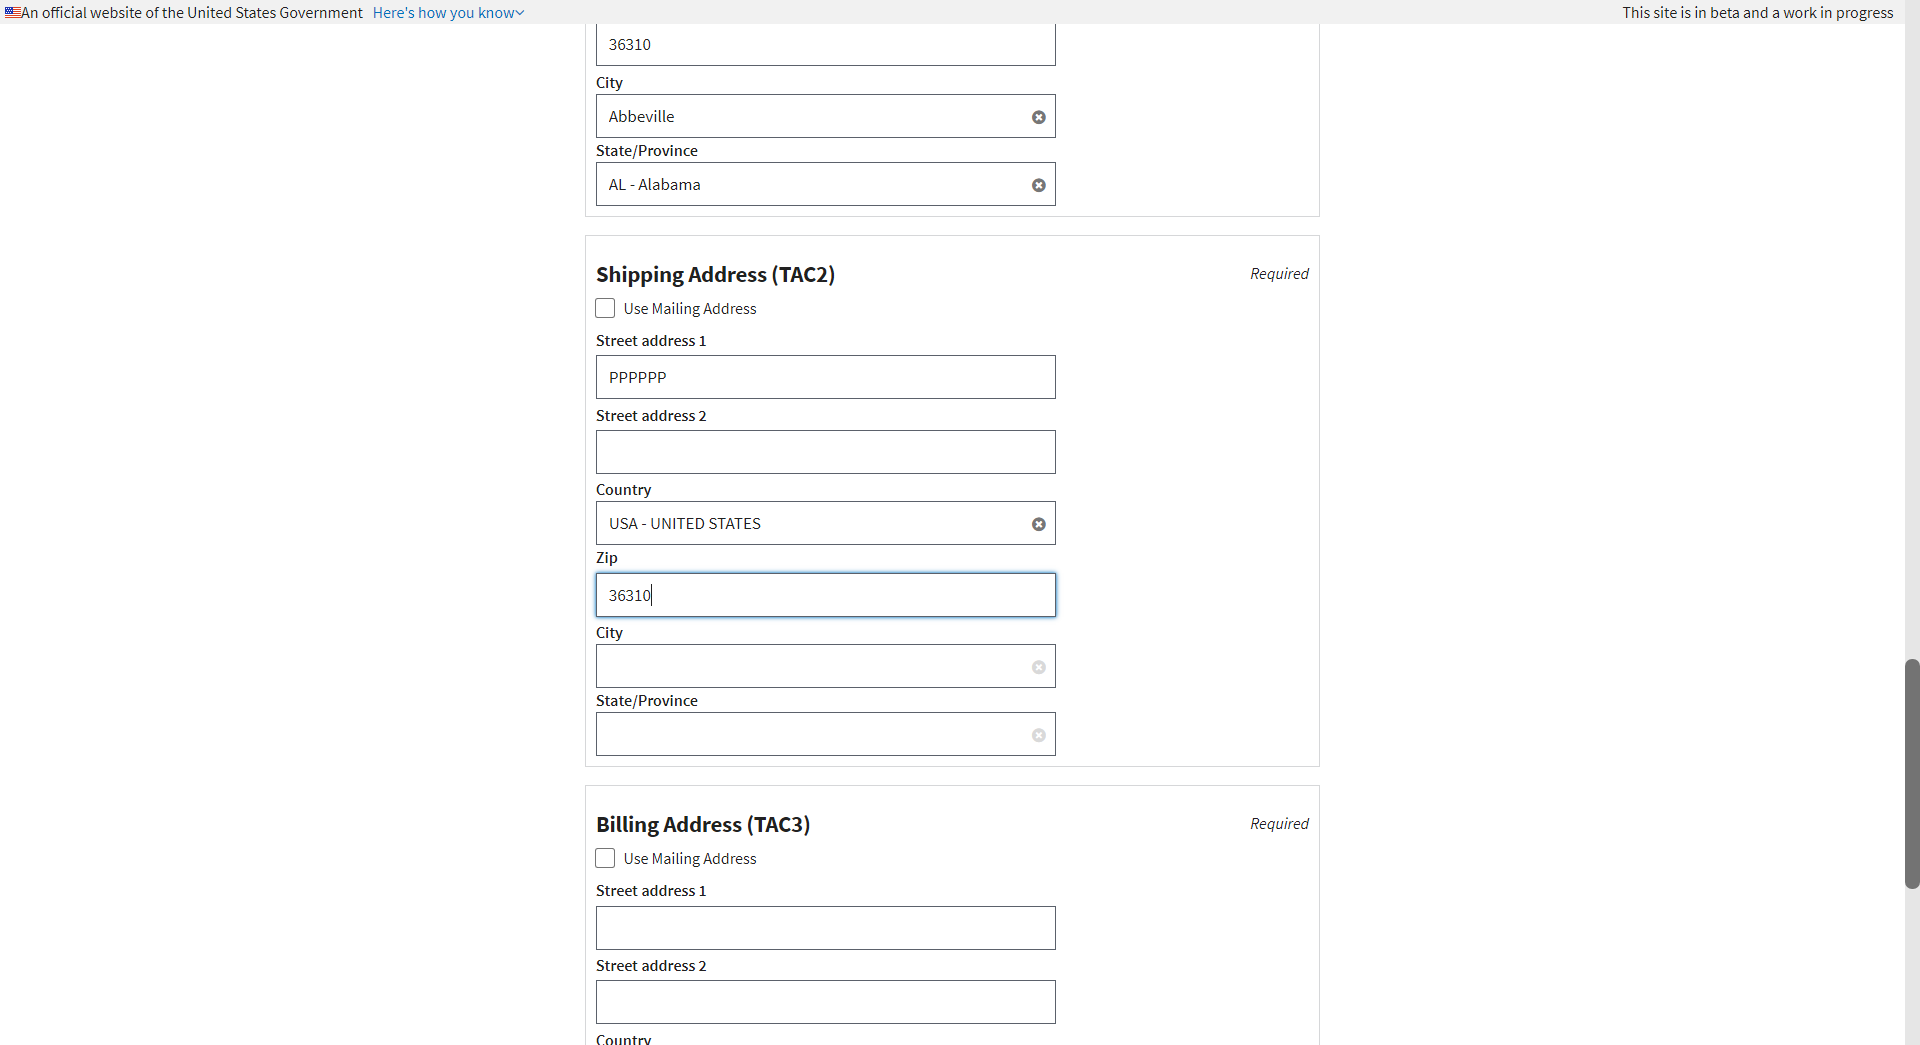 An official website of the United States Government Here's how you know
This site is in beta and a work in progress
36310
City
Abbeville
State/Province
AL - Alabama
Shipping Address (TAC2)
Required
Use Mailing Address
Street address 1
PPPPPP
Street address 2
Country
USA - UNITED STATES
Zip
36310
City
State/Province
Billing Address (TAC3)
Required
Use Mailing Address
Street address 1
Street address 2
Country